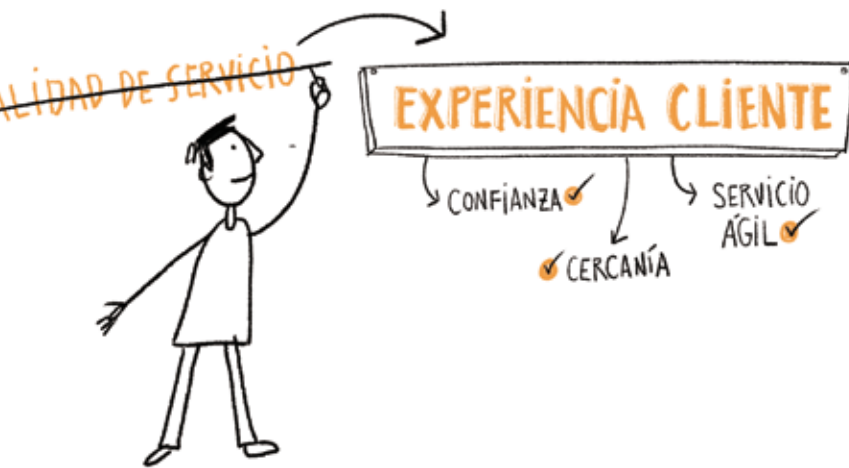 ALIDAD DE SERVICIO
EXPERIENCIA CLIENTE
CONFIANZA
CERCANÍA
SERVICIO
ÁGIL